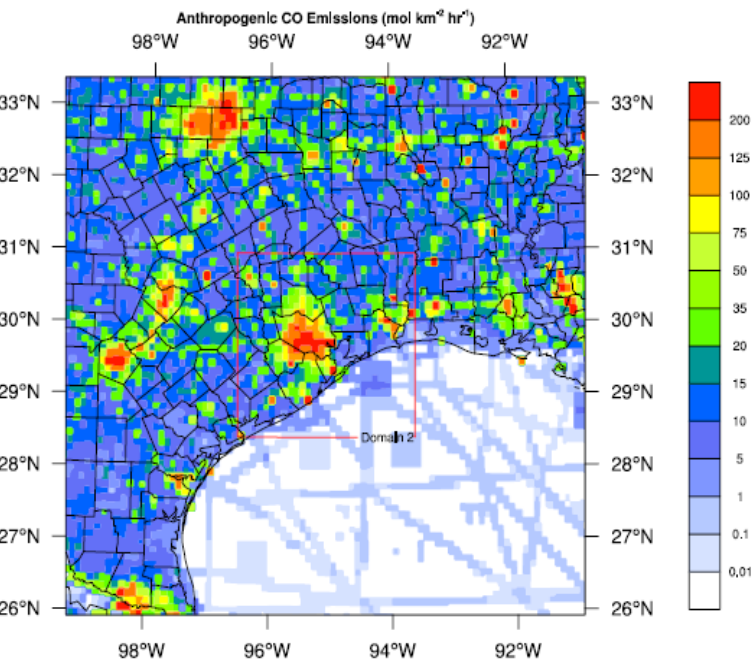 Anthropogenic CO Emissions (mol km⁻² hr⁻¹)
98°W 96°W 94°W 92°W
33°N 33°N
200
32°N 32°N
125
100
31°N 31°N
75
50
30°N 30°N
35
20
29°N 29°N
15
10
Domain 2
28°N 28°N
5
1
27°N 27°N
0.1
0.01
26°N 26°N
98°W 96°W 94°W 92°W